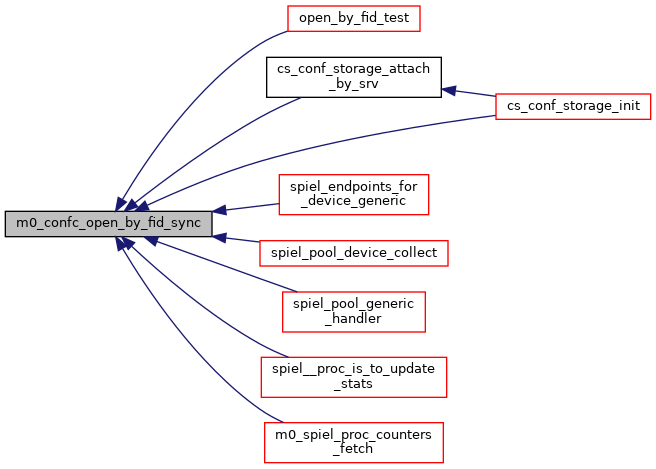 open_by_fid_test
cs_conf_storage_attach
_by_srv
cs_conf_storage_init
spiel_endpoints_for
_device_generic
m0_confc_open_by_fid_sync
spiel_pool_device_collect
spiel_pool_generic
_handler
spiel__proc_is_to_update
_stats
m0_spiel_proc_counters
_fetch